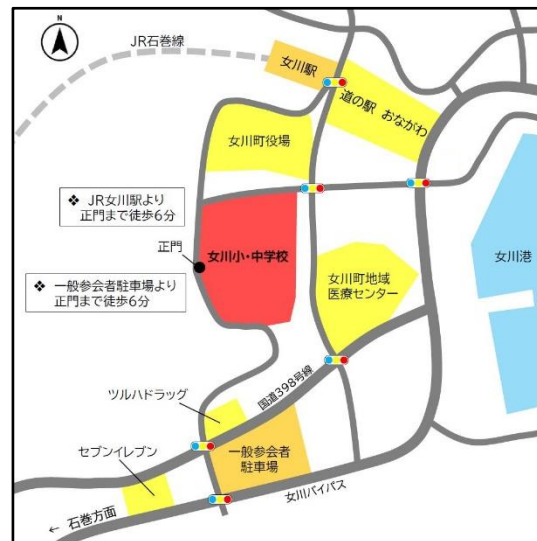 N
JR石巻線
女川駅
道の駅 おながわ
女川町役場
❖ JR女川駅より
正門まで徒歩6分
正門
女川小・中学校
女川港
❖ 一般参会者駐車場より
正門まで徒歩6分
女川町地域
医療センター
国道398号線
ツルハドラッグ
一般参会者
駐車場
セブンイレブン
女川バイパス
← 石巻方面